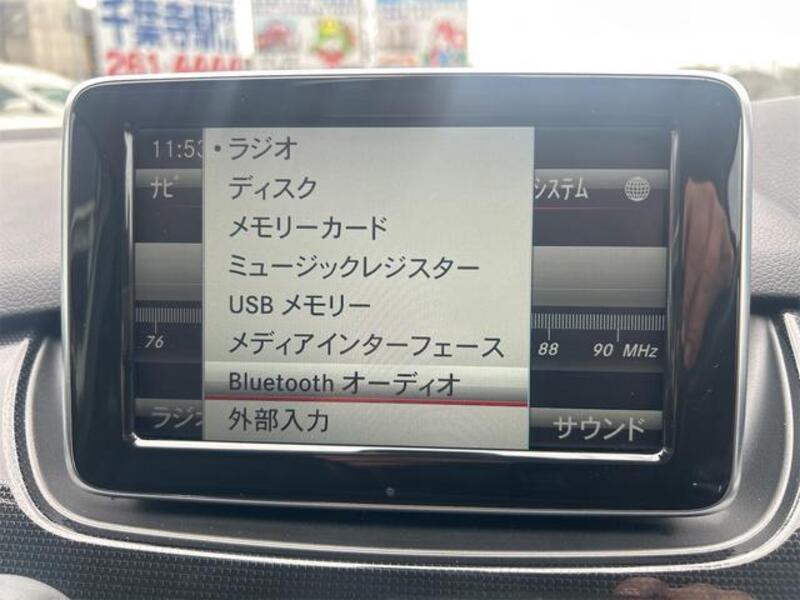 千葉寺駅
261-4444
11:53
・ラジオ
ナビ
ディスク
システム
メモリーカード
ミュージックレジスター
USB メモリー
76
メディアインターフェース
88 90 MHz
Bluetooth オーディオ
ラジオ
外部入力
サウンド